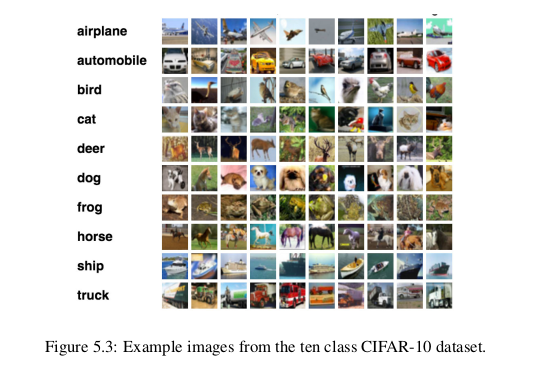 airplane
automobile
bird
cat
deer
dog
frog
horse
ship
truck
Figure 5.3: Example images from the ten class CIFAR-10 dataset.